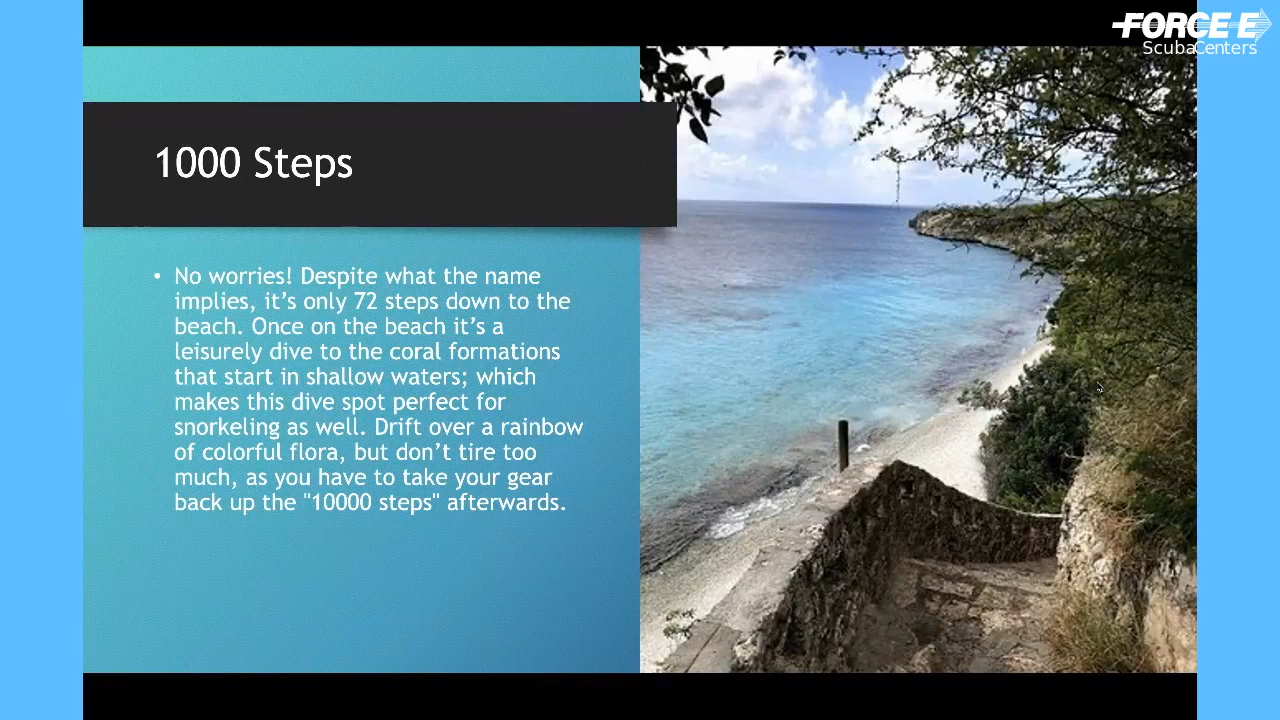 FORCE-E
ScubaCenters
1000 Steps
• No worries! Despite what the name
implies, it’s only 72 steps down to the
beach. Once on the beach it’s a
leisurely dive to the coral formations
that start in shallow waters; which
makes this dive spot perfect for
snorkeling as well. Drift over a rainbow
of colorful flora, but don’t tire too
much, as you have to take your gear
back up the "10000 steps" afterwards.